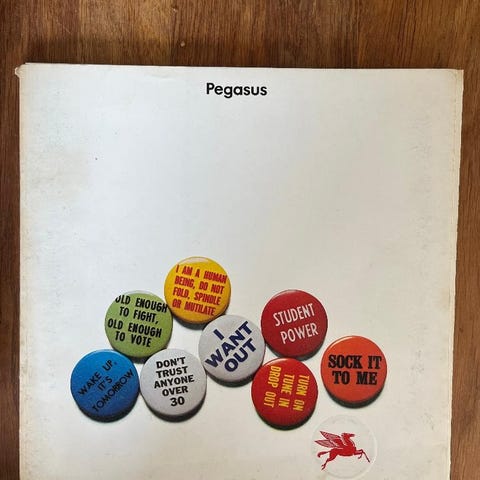 Pegasus
I AM A HUMAN
BEING, DO NOT
FOLD, SPINDLE
OR MUTILATE
OLD ENOUGH
TO FIGHT,
OLD ENOUGH
TO VOTE
STUDENT
POWER
I
WANT
OUT
WAKE UP,
IT'S
TOMORROW
DON'T
TRUST
ANYONE
OVER
30
TURN ON
TUNE IN
DROP OUT
SOCK IT
TO ME